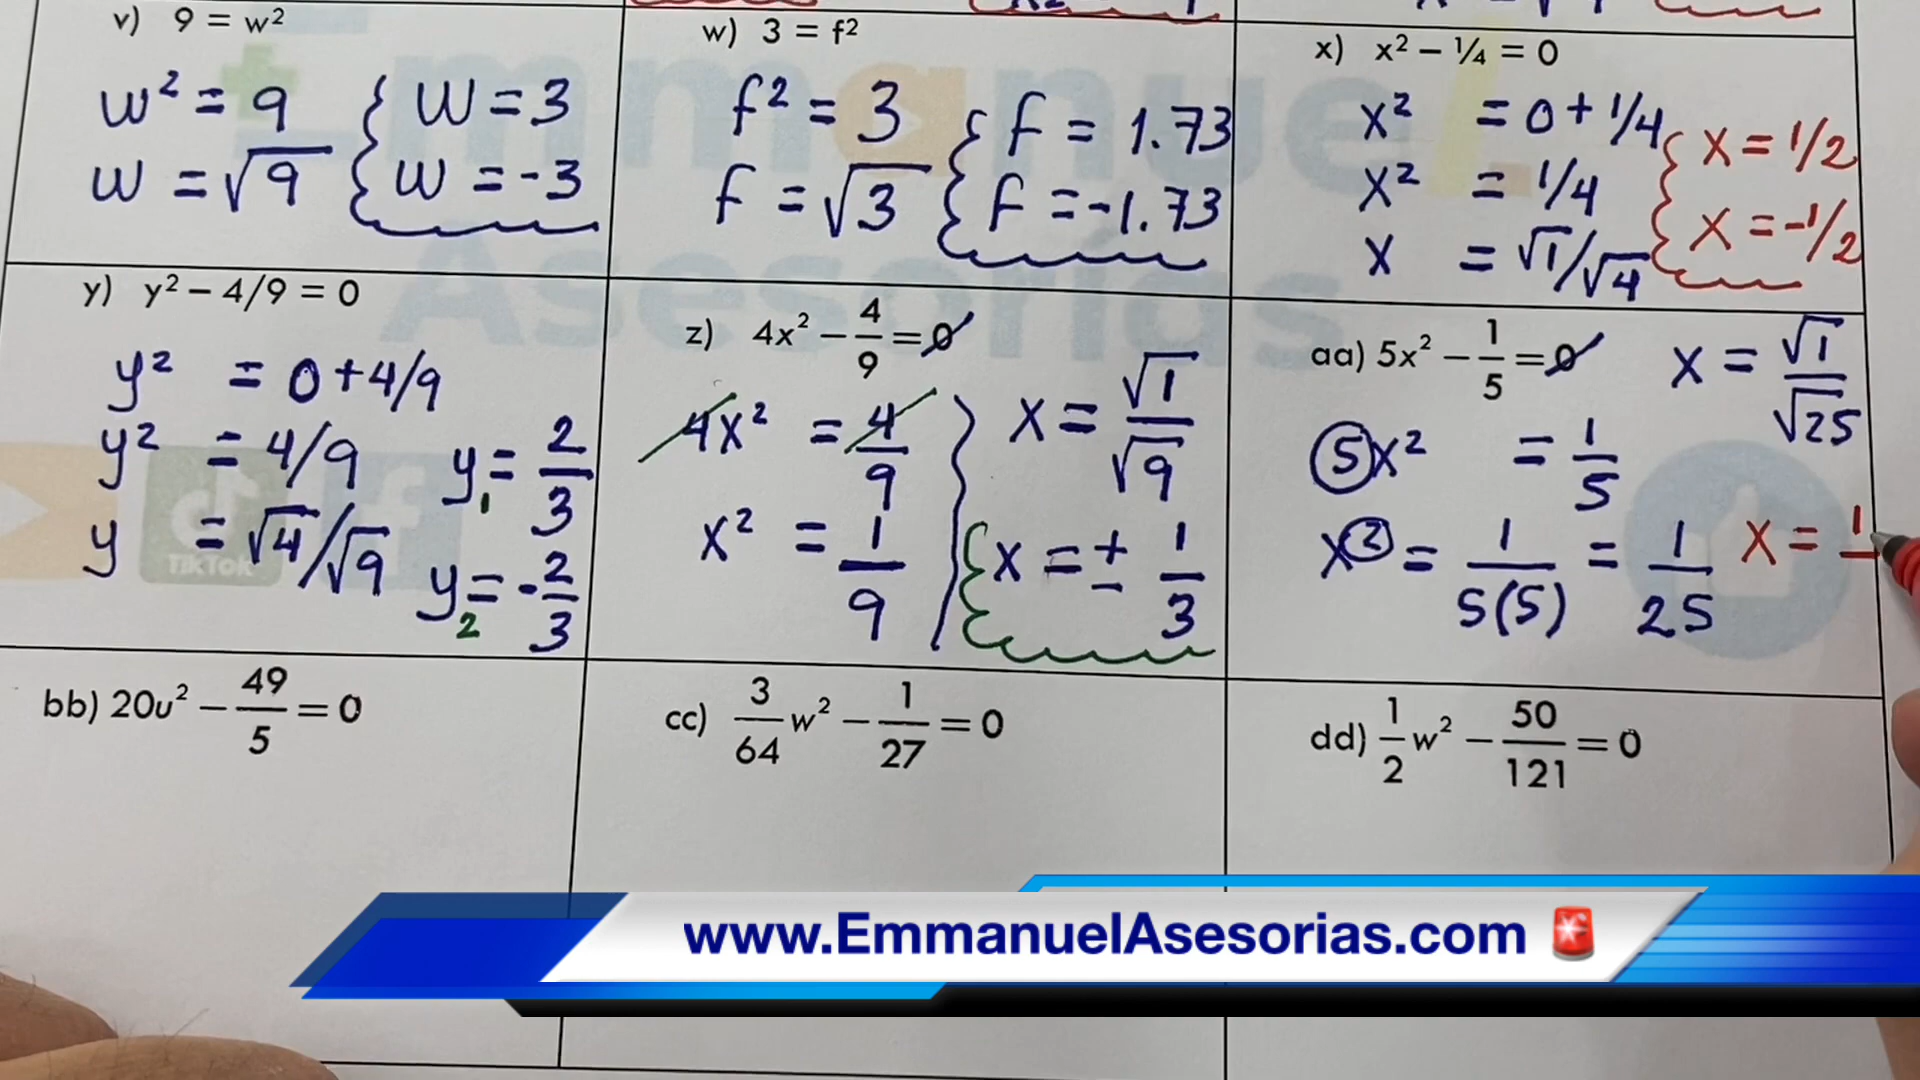 v) 9 = w²
w² = 9
w = √9
w = 3
w = -3
w) 3 = f²
f² = 3
f = √3
f = 1.73
f = -1.73
x) x² – ¼ = 0
x² = 0 + 1/4
x² = 1/4
x = √1/√4
x = 1/2
x = -1/2
y) y² – 4/9 = 0
y² = 0 + 4/9
y² = 4/9
y = √4/√9
y₁ = 2/3
y₂ = -2/3
z) 4x² – 4/9 = 0
4x² = 4/9
x² = 1/9
x = √1/√9
x = ± 1/3
aa) 5x² – 1/5 = 0
5x² = 1/5
x² = 1/5(5) = 1/25
x = √1/√25
x = 1
bb) 20u² – 49/5 = 0
cc) 3/64 w² – 1/27 = 0
dd) 1/2 w² – 50/121 = 0
EmmanueL
Asesorías
TikTok
www.EmmanuelAsesorias.com